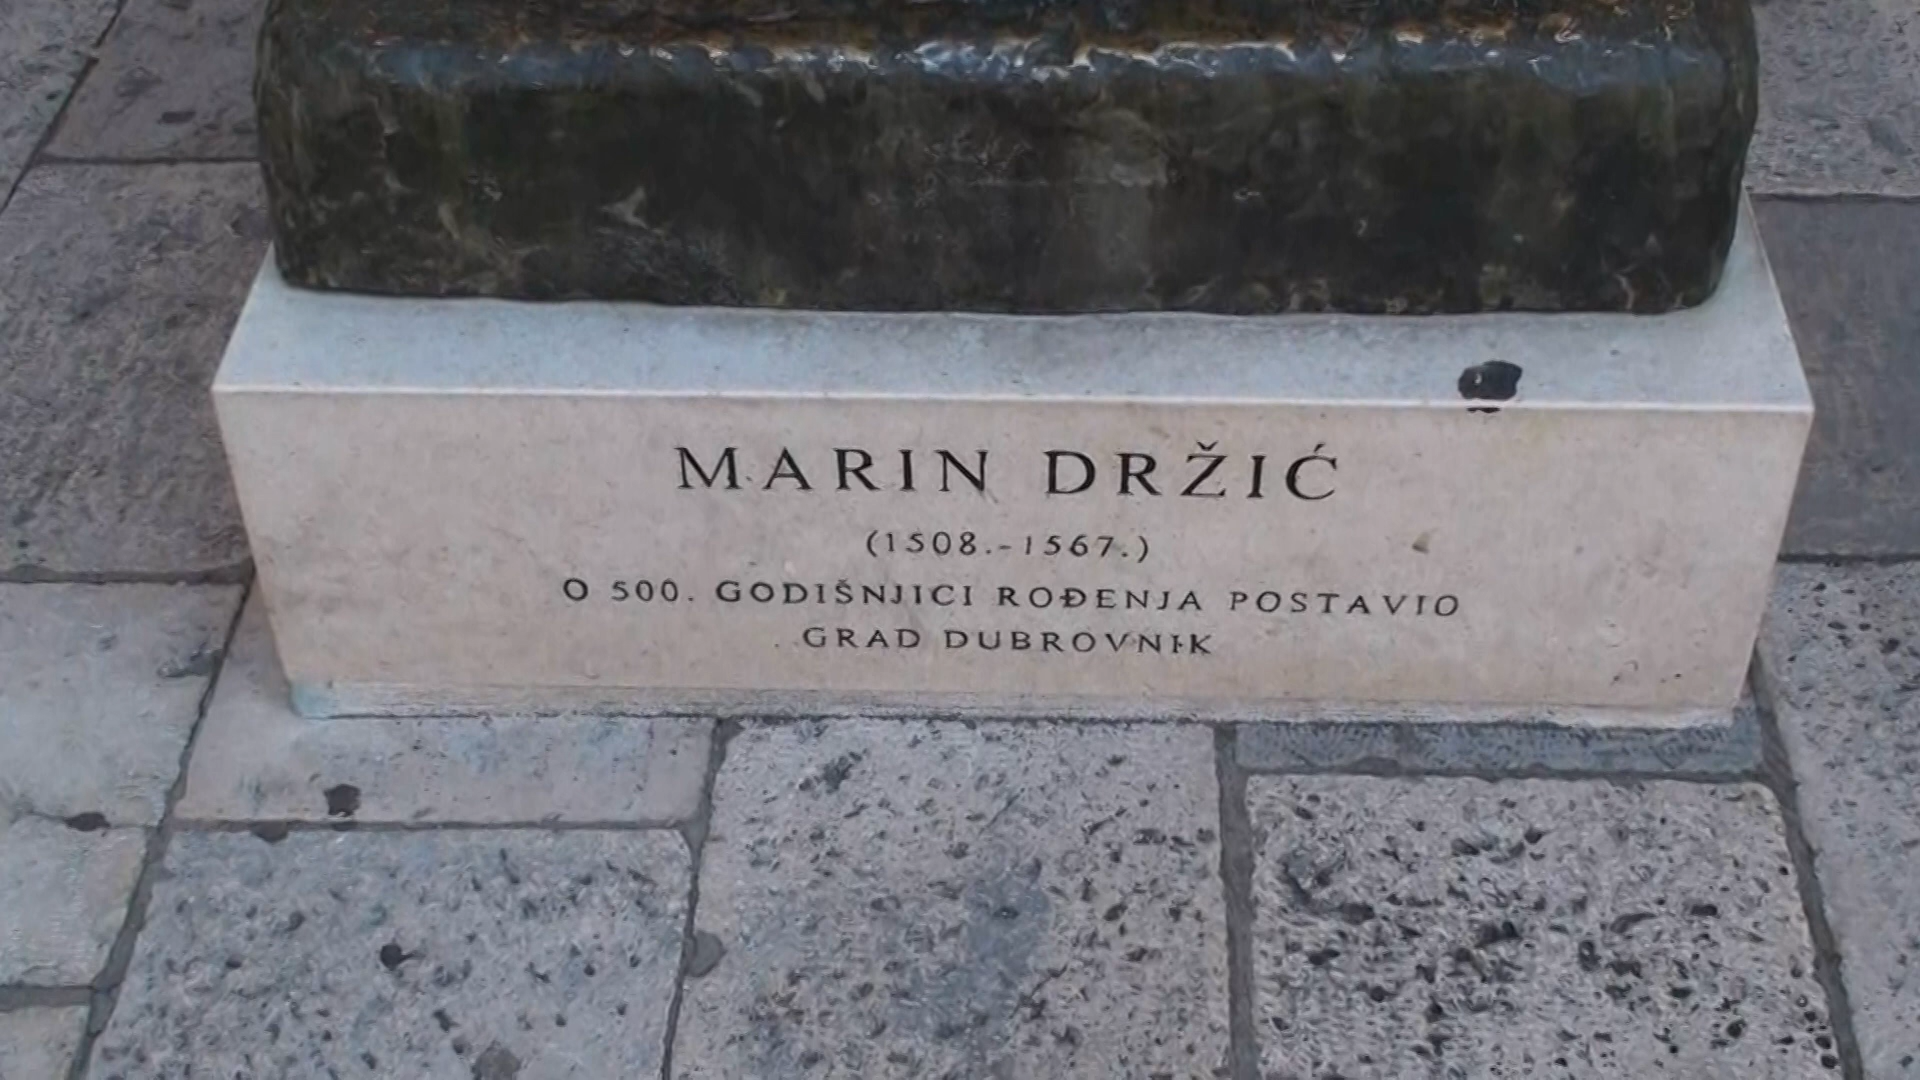 MARIN DRŽIĆ
(1508.-1567.)
O 500. GODIŠNJICI ROĐENJA POSTAVIO
GRAD DUBROVNIK